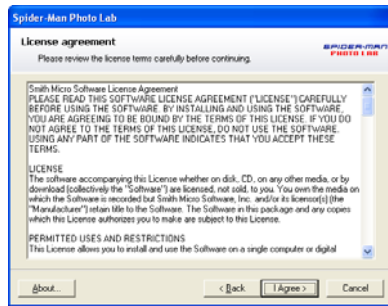 Spider-Man Photo Lab
License agreement
Please review the license terms carefully before continuing.
SPIDER-MAN
PHOTO LAB
Smith Micro Software License Agreement
PLEASE READ THIS SOFTWARE LICENSE AGREEMENT ("LICENSE") CAREFULLY
BEFORE USING THE SOFTWARE. BY INSTALLING AND USING THE SOFTWARE,
YOU ARE AGREEING TO BE BOUND BY THE TERMS OF THIS LICENSE. IF YOU DO
NOT AGREE TO THE TERMS OF THIS LICENSE, DO NOT USE THE SOFTWARE.
USING ANY PART OF THE SOFTWARE INDICATES THAT YOU ACCEPT THESE
TERMS.
LICENSE
The software accompanying this License whether on disk, CD, on any other media, or by
download (collectively the "Software") are licensed, not sold, to you. You own the media on
which the Software is recorded but Smith Micro Software, Inc. and/or its licensor(s) (the
"Manufacturer") retain title to the Software. The Software in this package and any copies
which this License authorizes you to make are subject to this License.
PERMITTED USES AND RESTRICTIONS
This License allows you to install and use the Software on a single computer or digital
About...
< Back
I Agree >
Cancel